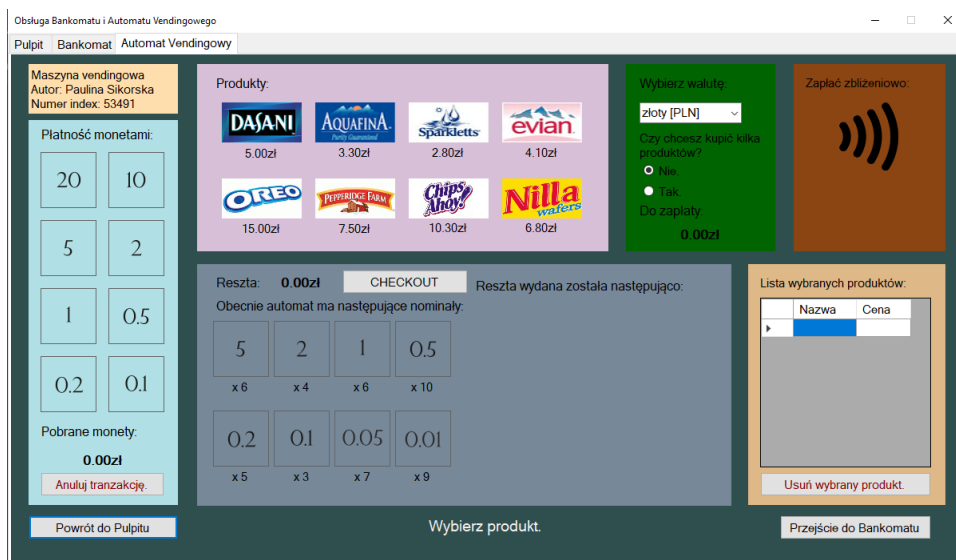 Obsługa Bankomatu i Automatu Vendingowego
Pulpit Bankomat Automat Vendingowy
Maszyna vendingowa
Autor: Paulina Sikorska
Numer index: 53491
Płatność monetami:
20 10
5 2
1 0.5
0.2 0.1
Pobrane monety:
0.00zł
Anuluj tranzakcję.
Powrót do Pulpitu
Produkty:
DASANI AQUAFINA. Sparkletts evian.
Purity Guaranteed
5.00zł 3.30zł 2.80zł 4.10zł
OREO PEPPERIDGE FARM Chips Ahoy! Nilla wafers
15.00zł 7.50zł 10.30zł 6.80zł
Wybierz walutę:
złoty [PLN]
Czy chcesz kupić kilka
produktów?
Nie.
Tak.
Do zapłaty:
0.00zł
Zapłać zbliżeniowo:
Reszta: 0.00zł CHECKOUT Reszta wydana została następująco:
Obecnie automat ma następujące nominały:
5 2 1 0.5
x 6 x 4 x 6 x 10
0.2 0.1 0.05 0.01
x 5 x 3 x 7 x 9
Lista wybranych produktów:
Nazwa Cena
Usuń wybrany produkt.
Wybierz produkt.
Przejście do Bankomatu